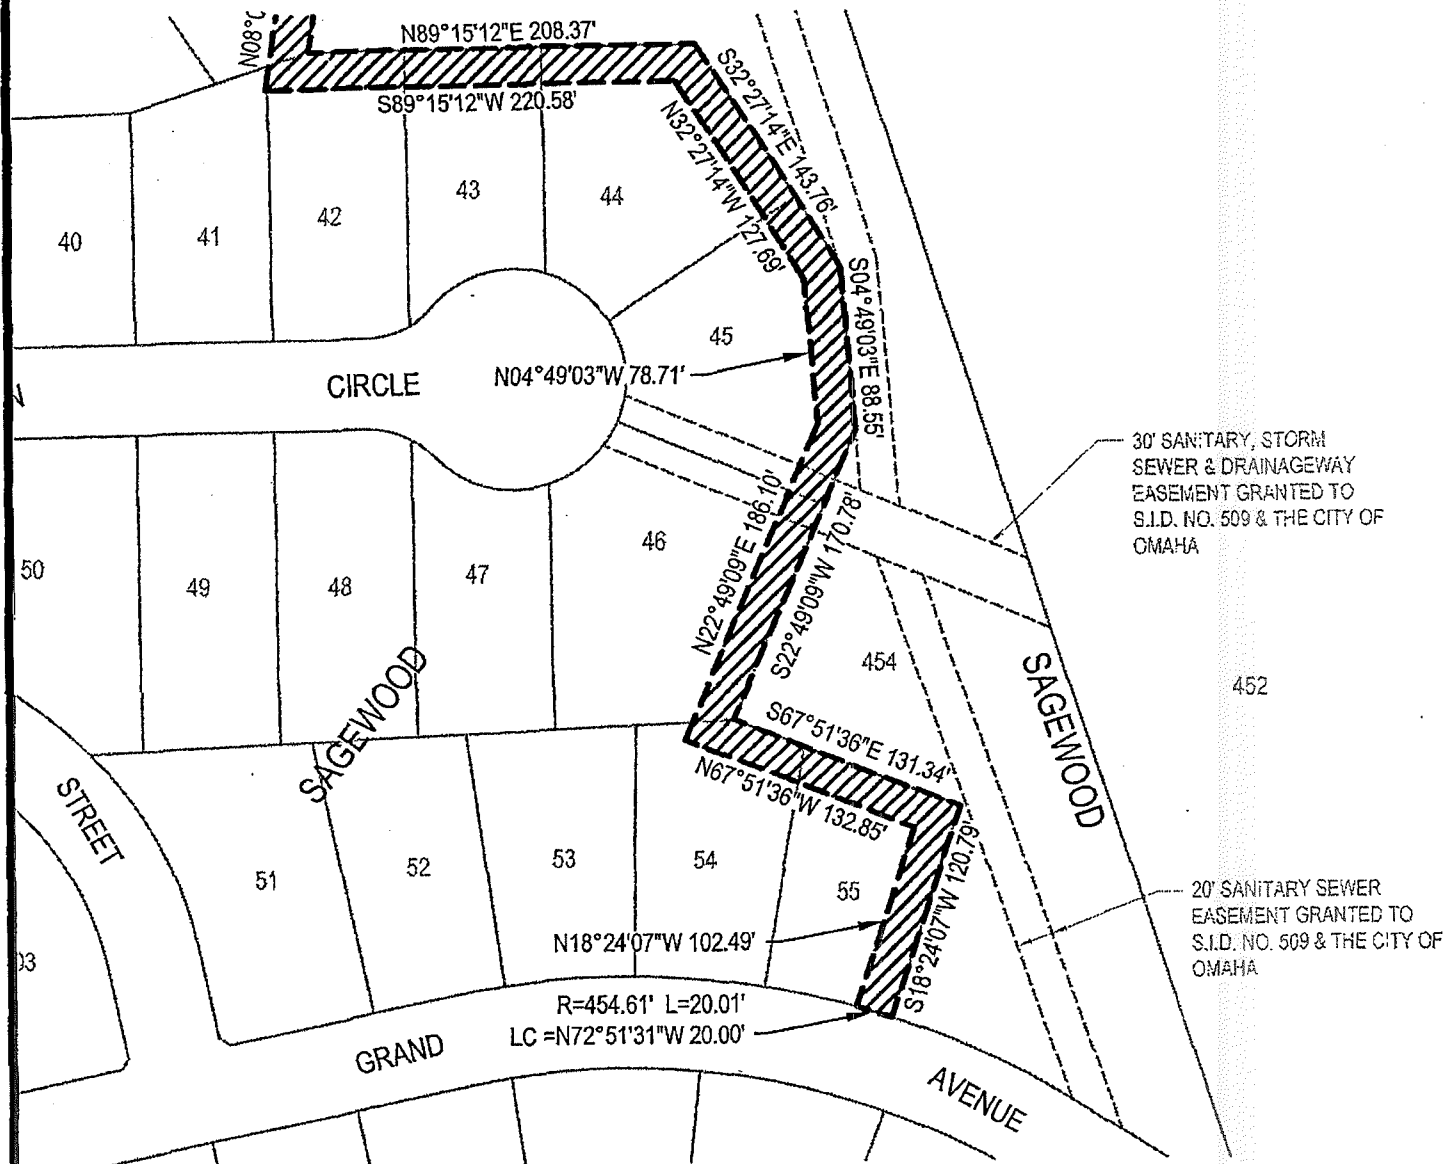 N08°
N89°15'12"E 208.37'
S89°15'12"W 220.58'
S32°27'14"E 143.76'
N32°27'14"W 127.69'
40
41
42
43
44
45
S04°49'03"E 88.55'
N04°49'03"W 78.71'
CIRCLE
30' SANITARY, STORM
SEWER & DRAINAGEWAY
EASEMENT GRANTED TO
S.I.D. NO. 509 & THE CITY OF
OMAHA
N22°49'09"E 186.10'
S22°49'09"W 170.78'
46
47
48
49
50
454
452
SAGEWOOD
SAGEWOOD
S67°51'36"E 131.34'
N67°51'36"W 132.85'
STREET
51
52
53
54
55
S18°24'07"W 120.79'
N18°24'07"W 102.49'
20' SANITARY SEWER
EASEMENT GRANTED TO
S.I.D. NO. 509 & THE CITY OF
OMAHA
R=454.61' L=20.01'
LC =N72°51'31"W 20.00'
GRAND
AVENUE